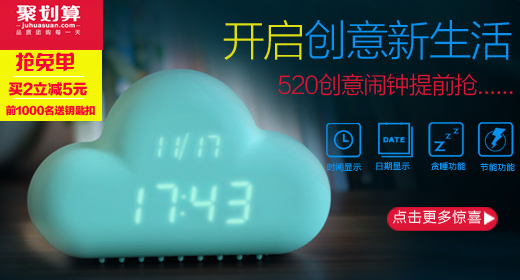 聚划算
juhuasuan.com
品质团购每一天
抢免单
买2立减5元
前1000名送钥匙扣
开启创意新生活
520创意闹钟提前抢......
11/17
17:43
DATE
z z z
时间显示
日期显示
贪睡功能
节能功能
点击更多惊喜